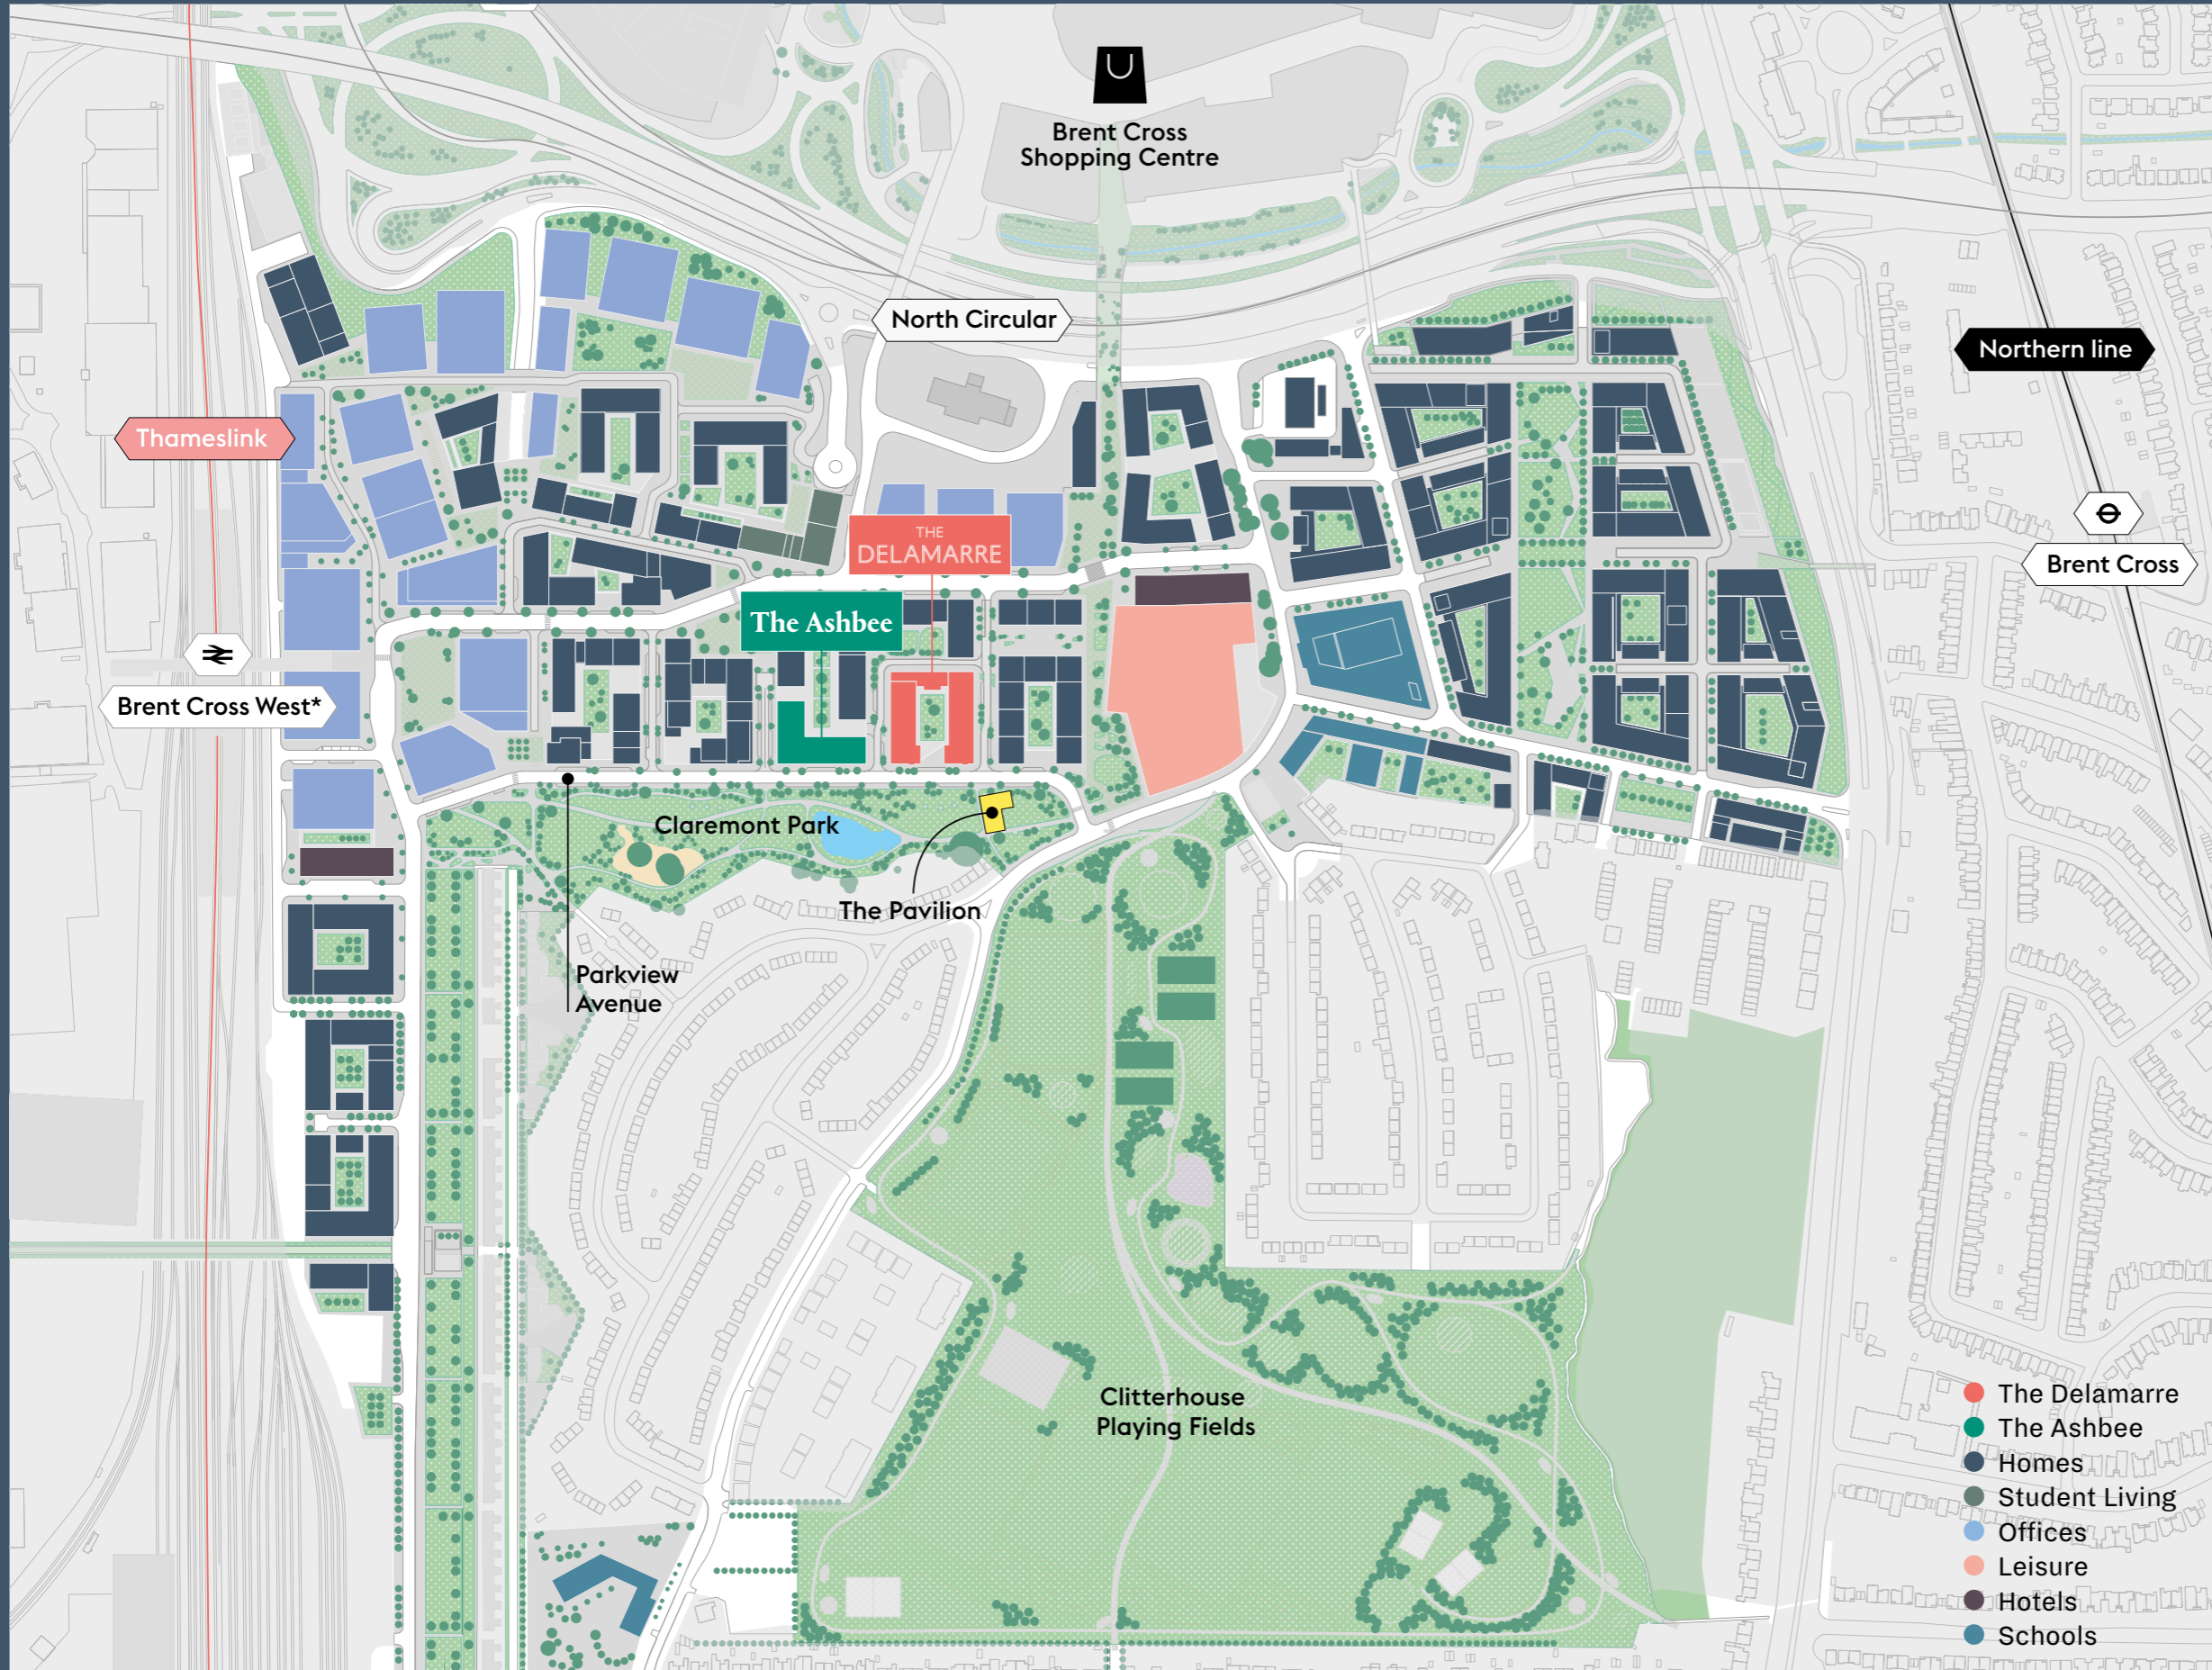 Brent Cross
Shopping Centre
North Circular
Northern line
Thameslink
Brent Cross
THE
DELAMARRE
The Ashbee
Brent Cross West*
Claremont Park
The Pavilion
Parkview
Avenue
Clitterhouse
Playing Fields
The Delamarre
The Ashbee
Homes
Student Living
Offices
Leisure
Hotels
Schools